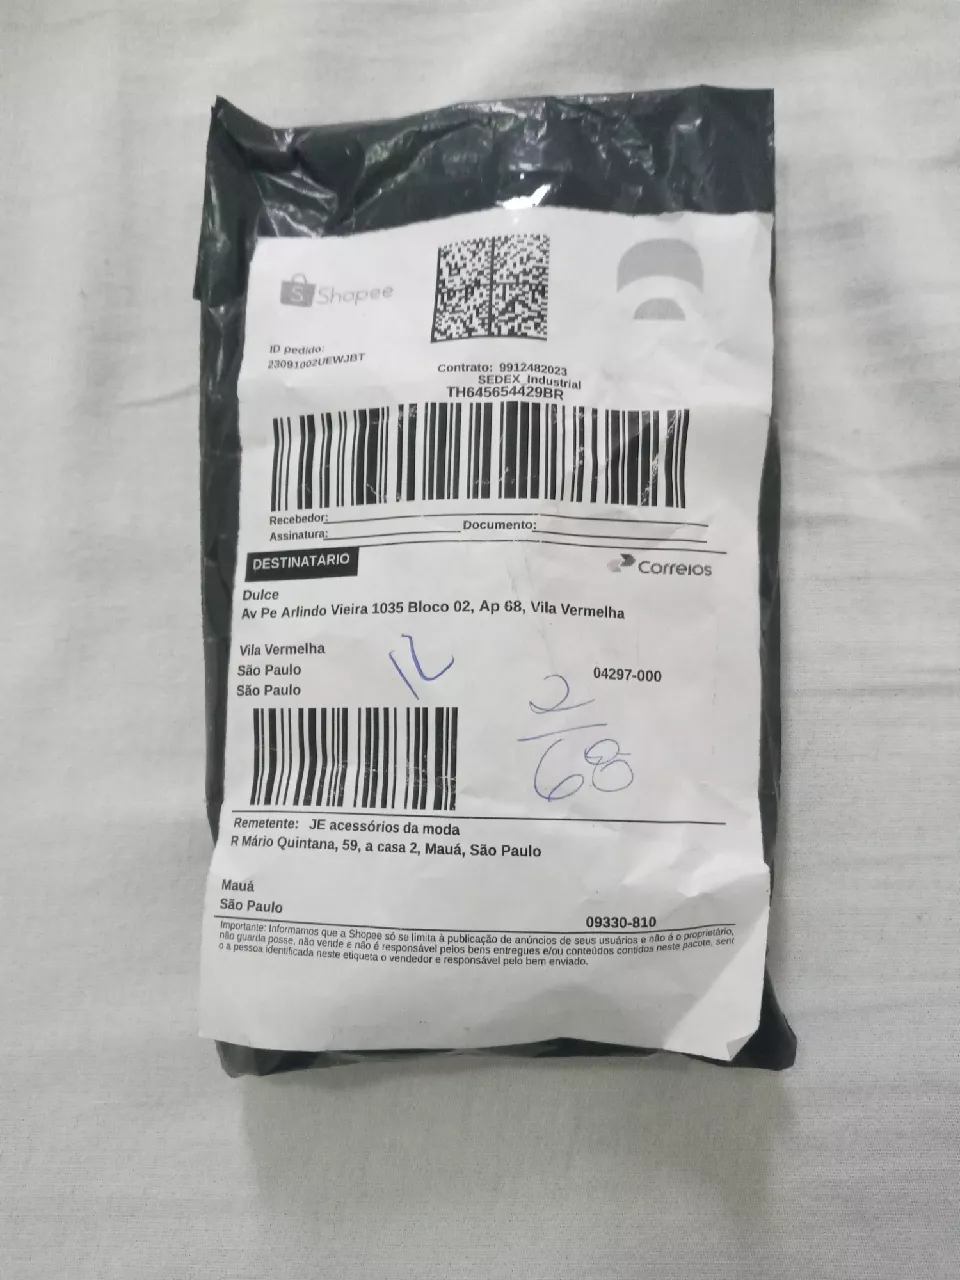 Shopee
ID pedido:
23091002UEWJBT
Contrato: 9912482023
SEDEX Industrial
TH645654429BR
Recebedor:
Assinatura: Documento:
DESTINATÁRIO
Correios
Dulce
Av Pe Arlindo Vieira 1035 Bloco 02, Ap 68, Vila Vermelha
Vila Vermelha
São Paulo 04297-000
São Paulo
2
68
Remetente: JE acessórios da moda
R Mário Quintana, 59, a casa 2, Mauá, São Paulo
Mauá
São Paulo
09330-810
Importante: Informamos que a Shopee só se limita à publicação de anúncios de seus usuários e não é o proprietário,
não guarda posse, não vende e não é responsável pelos bens entregues e/ou conteúdos contidos neste pacote, sent
o a pessoa identificada neste etiqueta o vendedor e responsável pelo bem enviado.